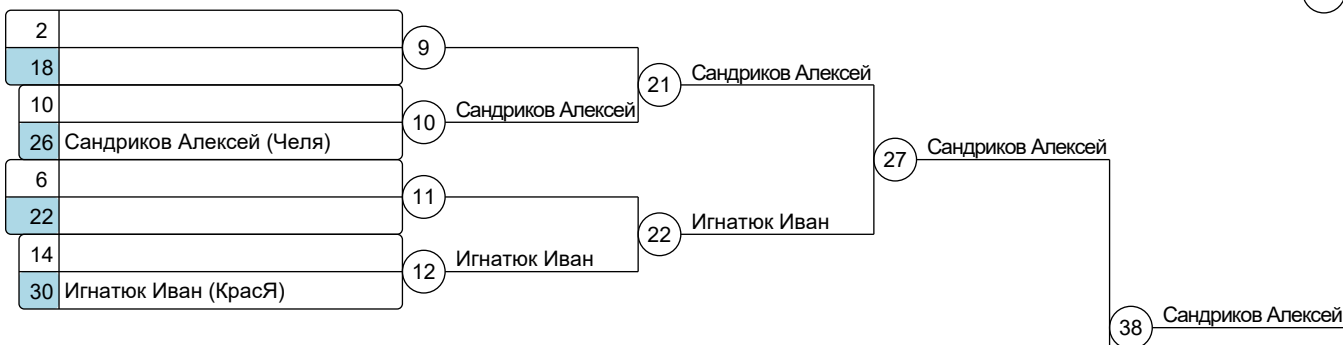 2
18
9
10
26 Сандриков Алексей (Челя)
10
Сандриков Алексей
21
Сандриков Алексей
6
22
11
14
30 Игнатюк Иван (КрасЯ)
12
Игнатюк Иван
22
Игнатюк Иван
27
Сандриков Алексей
38
Сандриков Алексей